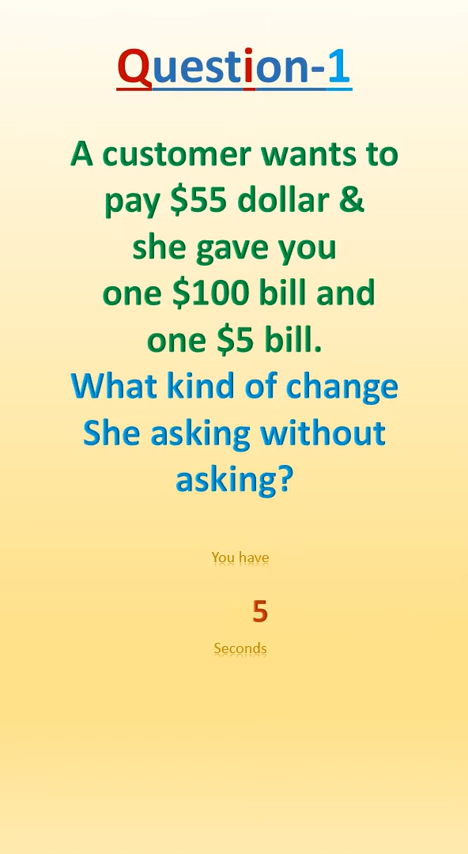 Question-1
A customer wants to
pay $55 dollar &
she gave you
one $100 bill and
one $5 bill.
What kind of change
She asking without
asking?
You have
5
Seconds